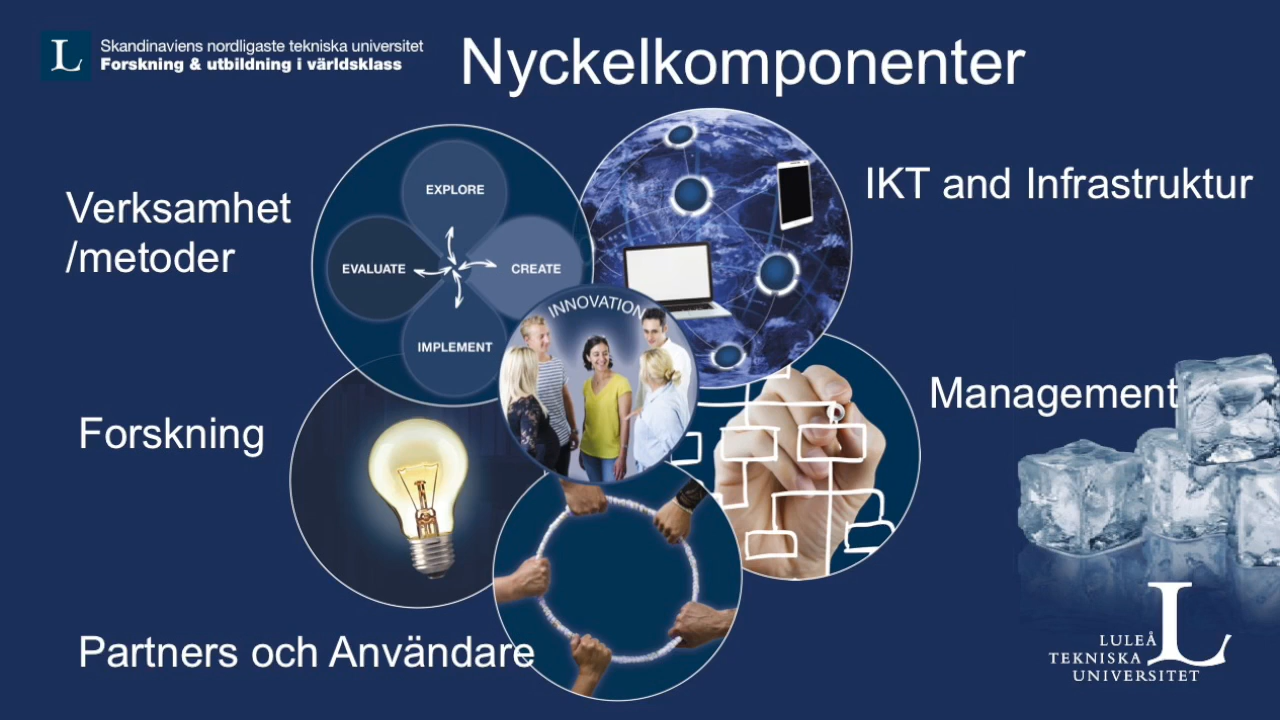 Skandinaviens nordligaste tekniska universitet
Forskning & utbildning i världsklass
Nyckelkomponenter
Verksamhet
/metoder
EXPLORE
EVALUATE
CREATE
IMPLEMENT
IKT and Infrastruktur
INNOVATION
Management
Forskning
Partners och Användare
L
LULEÅ
TEKNISKA
UNIVERSITET
L